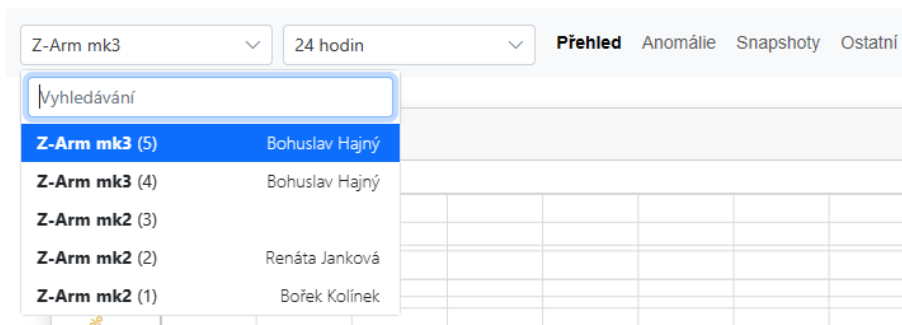 Z-Arm mk3 24 hodin Přehled Anomálie Snapshoty Ostatní
Vyhledávání
Z-Arm mk3 (5) Bohuslav Hajný
Z-Arm mk3 (4) Bohuslav Hajný
Z-Arm mk2 (3)
Z-Arm mk2 (2) Renáta Janková
Z-Arm mk2 (1) Bořek Kolínek